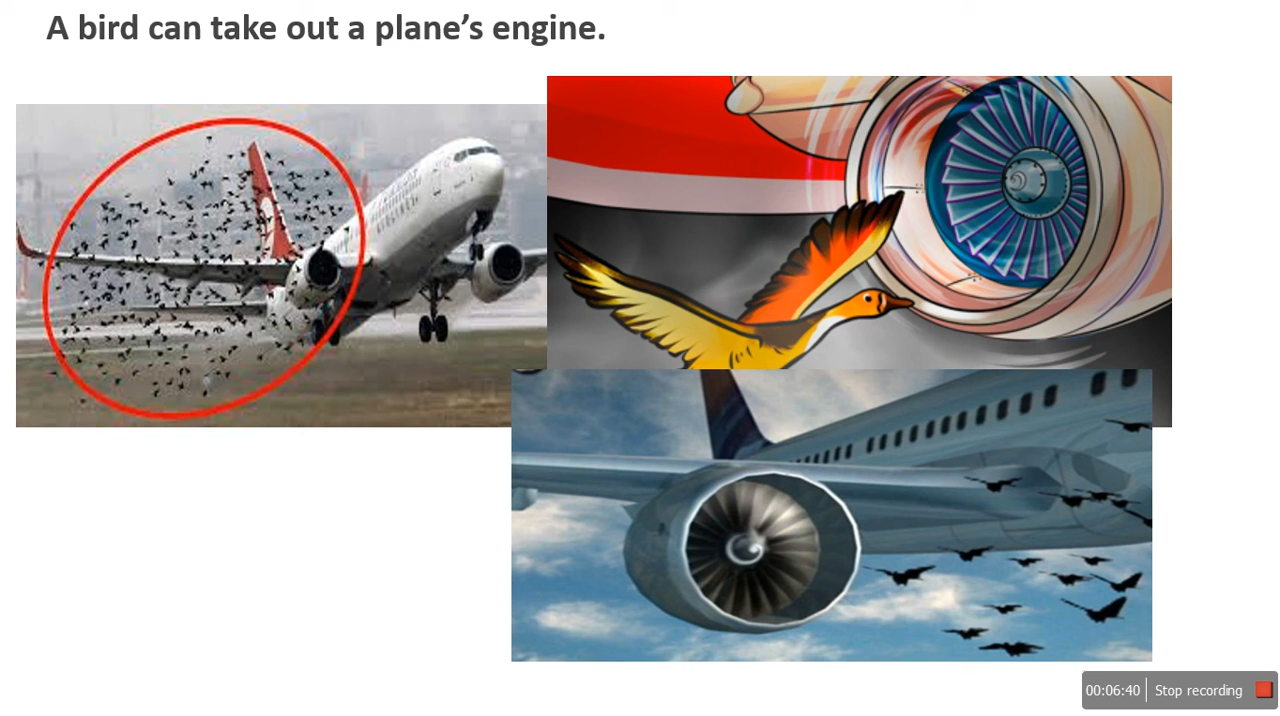 A bird can take out a plane’s engine.
00:06:40 Stop recording